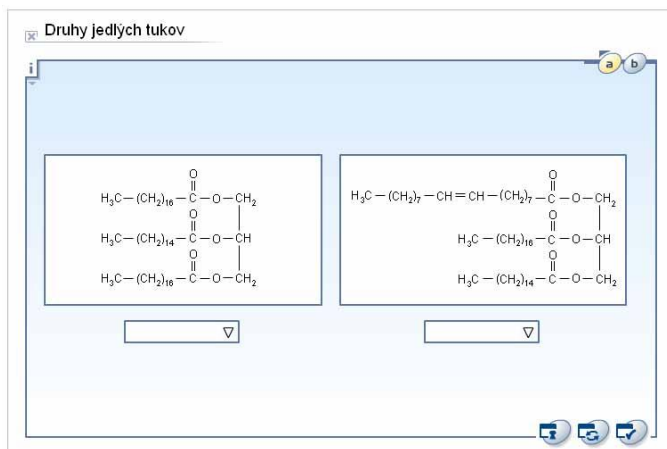 Druhy jedlých tukov
i
a b
O
H₃C—(CH₂)₁₆—C—O—CH₂
O
H₃C—(CH₂)₁₄—C—O—CH
O
H₃C—(CH₂)₁₆—C—O—CH₂
O
H₃C—(CH₂)₇—CH=CH—(CH₂)₇—C—O—CH₂
O
H₃C—(CH₂)₁₆—C—O—CH
O
H₃C—(CH₂)₁₄—C—O—CH₂